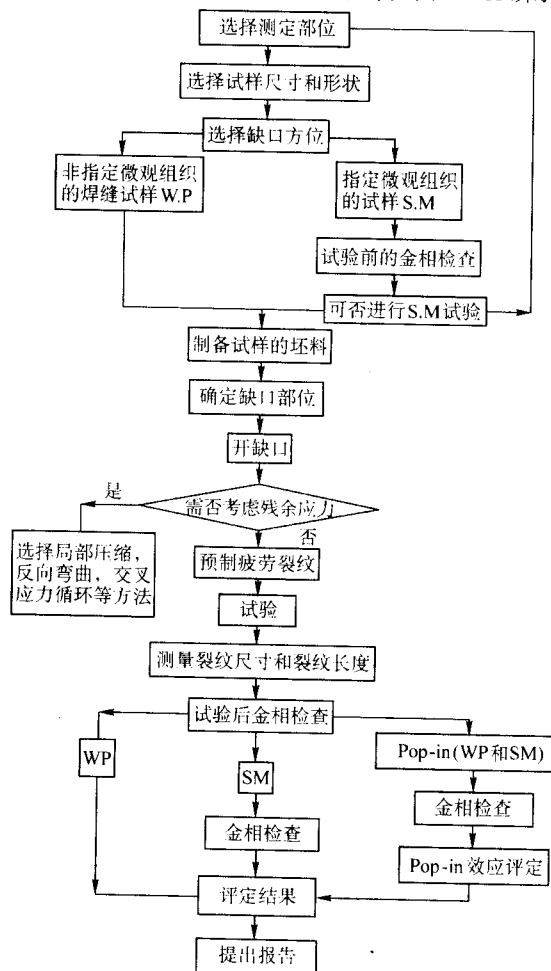 选择测定部位
选择试样尺寸和形状
选择缺口方位
非指定微观组织
的焊缝试样W.P
指定微观组织
的试样S.M
试验前的金相检查
可否进行S.M试验
制备试样的坯料
确定缺口部位
开缺口
是
需否考虑残余应力
否
选择局部压缩，
反向弯曲，交叉
应力循环等方法
预制疲劳裂纹
试验
测量裂纹尺寸和裂纹长度
试验后金相检查
WP
SM
Pop-in(WP和SM)
金相检查
金相检查
Pop-in效应评定
评定结果
提出报告